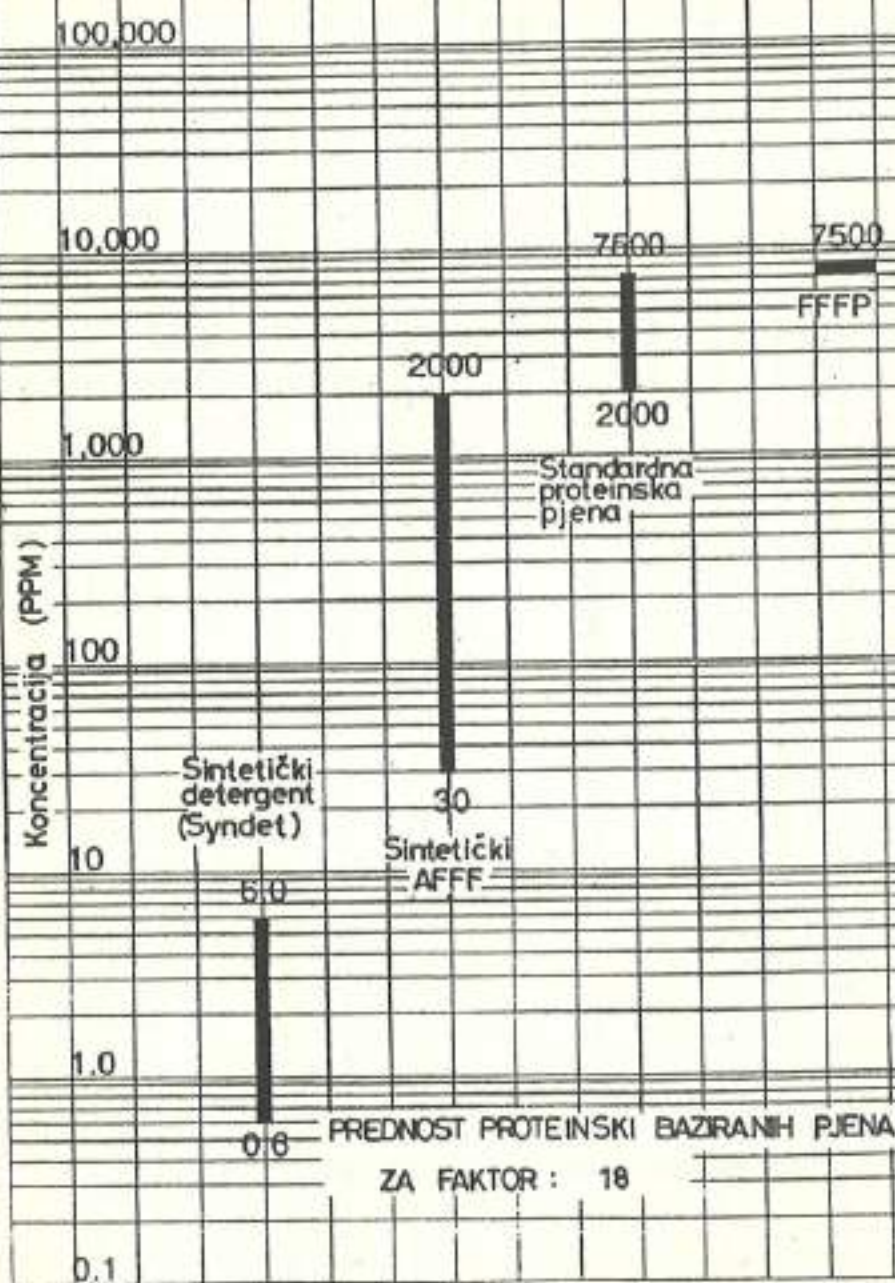 100,000
10,000
7500
7500
FFFP
2000
2000
1,000
Standardna
proteinska
pjena
Koncentracija (PPM)
100
Sintetički
detergent
(Syndet)
30
Sintetički
AFFF
10
6,0
1.0
0 6
PREDNOST PROTEINSKI BAZIRANIH PJENA
ZA FAKTOR : 18
0.1